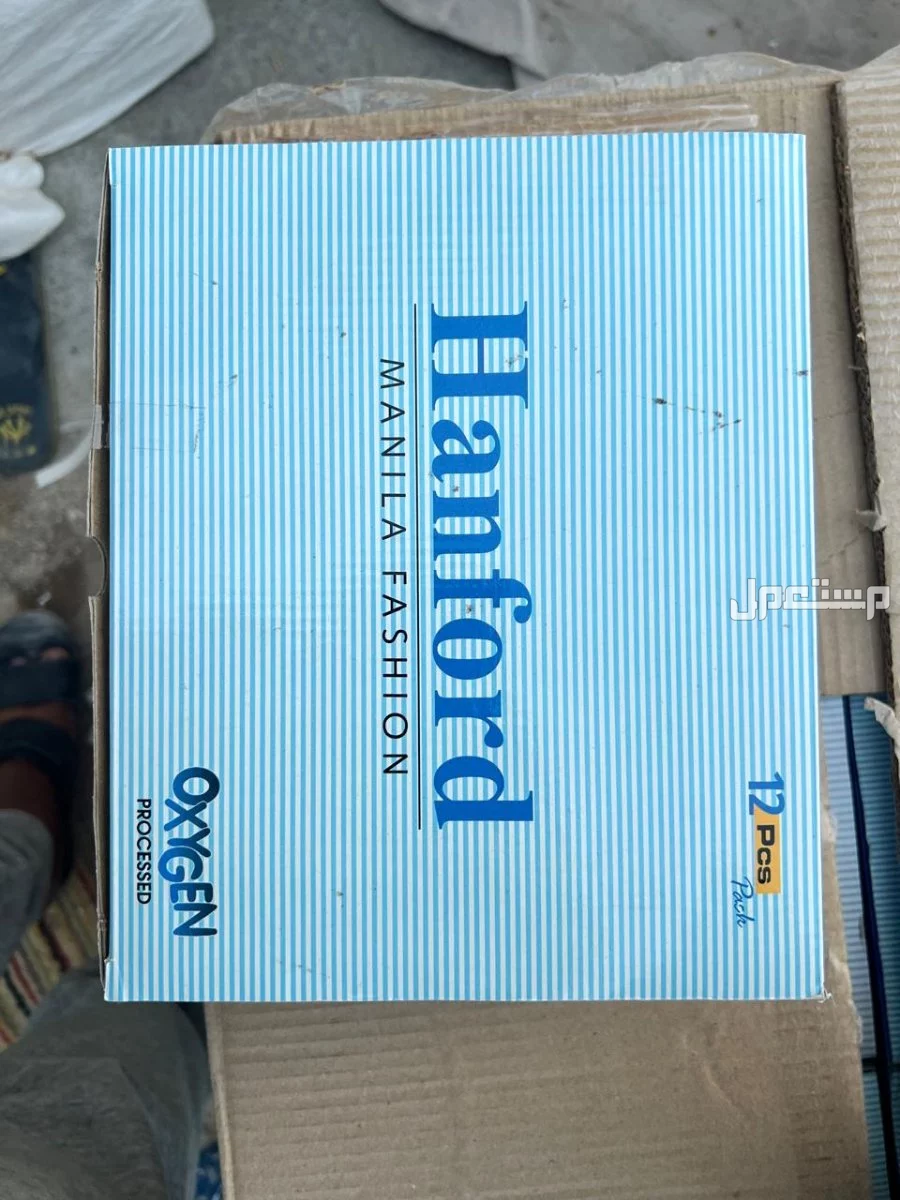 Hanford
MANILA FASHION
12 Pcs
Pack
OXYGEN
PROCESSED
مستعمل